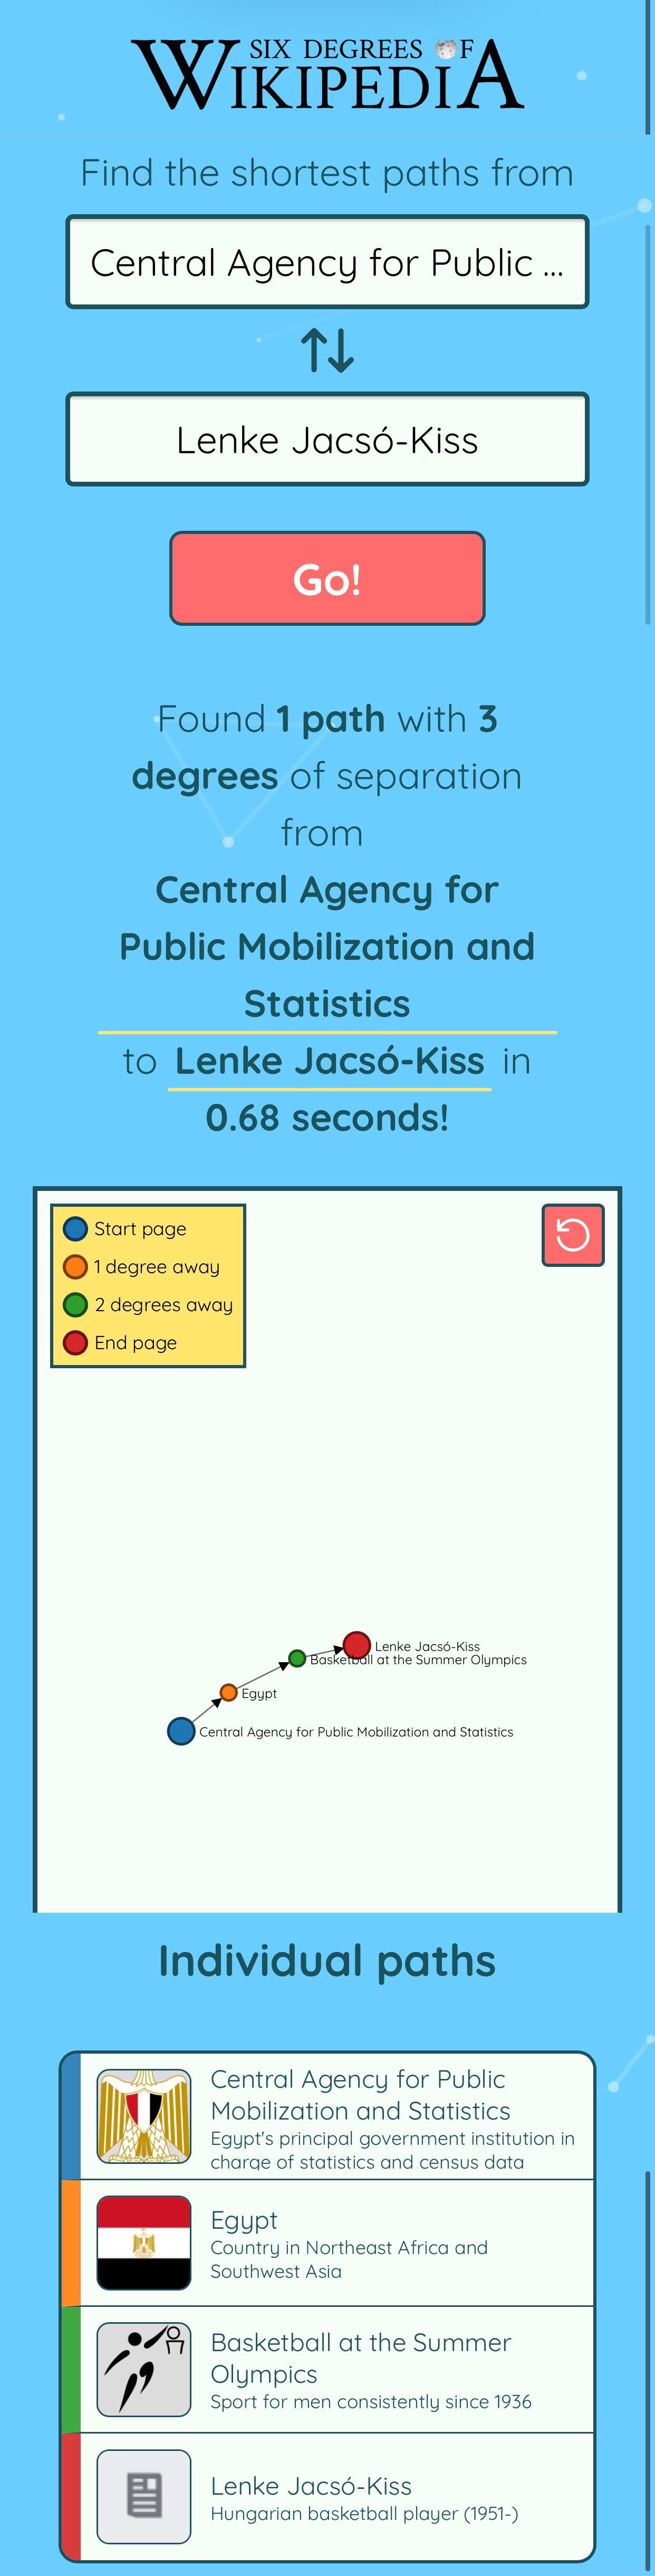 SIX DEGREES OF
WIKIPEDIA
Find the shortest paths from
Central Agency for Public ...
Lenke Jacsó-Kiss
Go!
Found 1 path with 3
degrees of separation
from
Central Agency for
Public Mobilization and
Statistics
to Lenke Jacsó-Kiss in
0.68 seconds!
Start page
1 degree away
2 degrees away
End page
Lenke Jacsó-Kiss
Basketball at the Summer Olympics
Egypt
Central Agency for Public Mobilization and Statistics
Individual paths
Central Agency for Public
Mobilization and Statistics
Egypt's principal government institution in
charge of statistics and census data
Egypt
Country in Northeast Africa and
Southwest Asia
Basketball at the Summer
Olympics
Sport for men consistently since 1936
Lenke Jacsó-Kiss
Hungarian basketball player (1951-)